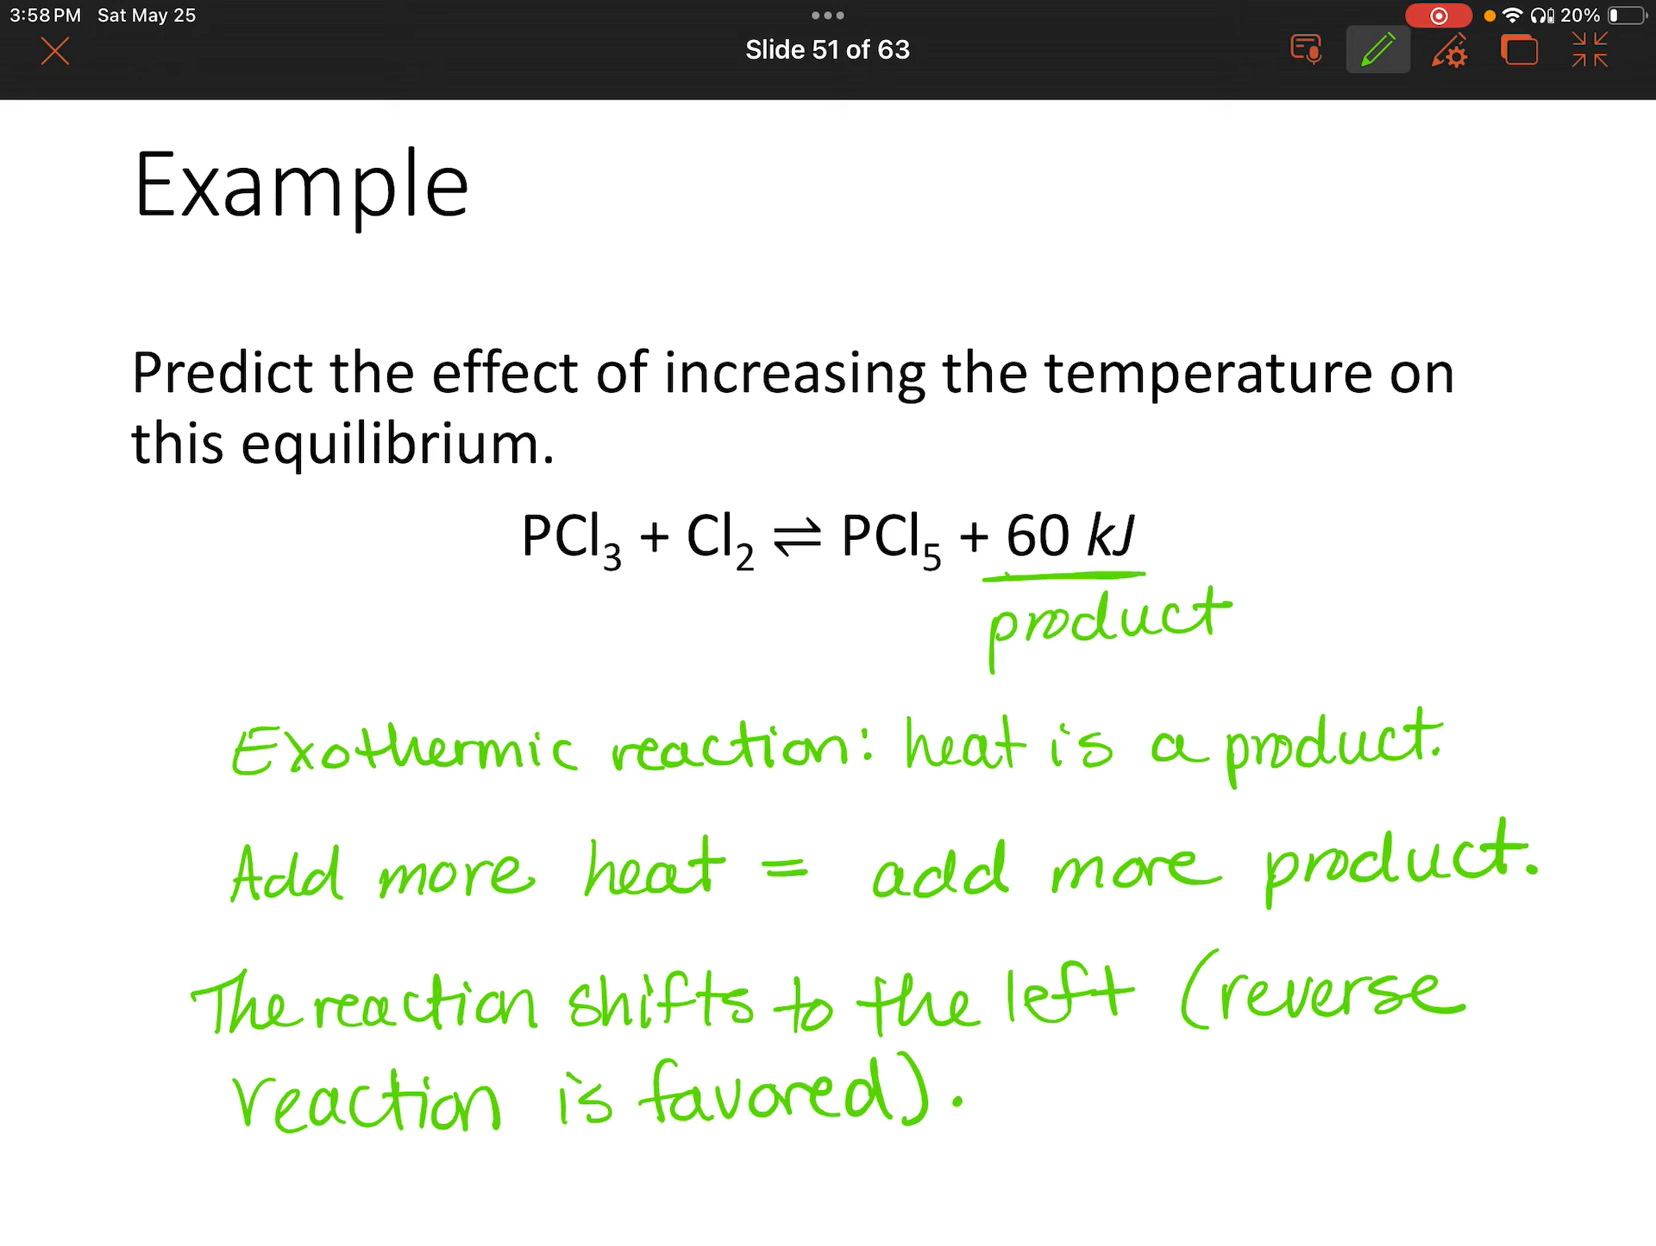 3:58 PM Sat May 25
20%
Slide 51 of 63
Example
Predict the effect of increasing the temperature on
this equilibrium.
PCl₃ + Cl₂ ⇌ PCl₅ + 60 kJ
product
Exothermic reaction: heat is a product.
Add more heat = add more product.
The reaction shifts to the left (reverse
reaction is favored).